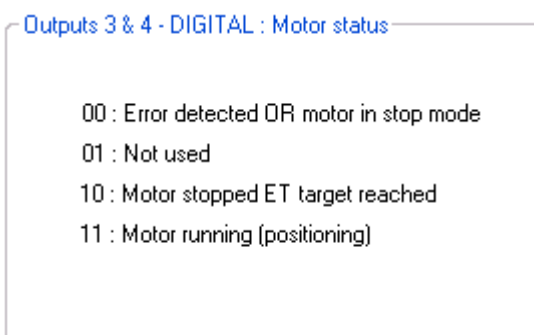 Outputs 3 & 4 - DIGITAL : Motor status
00 : Error detected OR motor in stop mode
01 : Not used
10 : Motor stopped ET target reached
11 : Motor running (positioning)